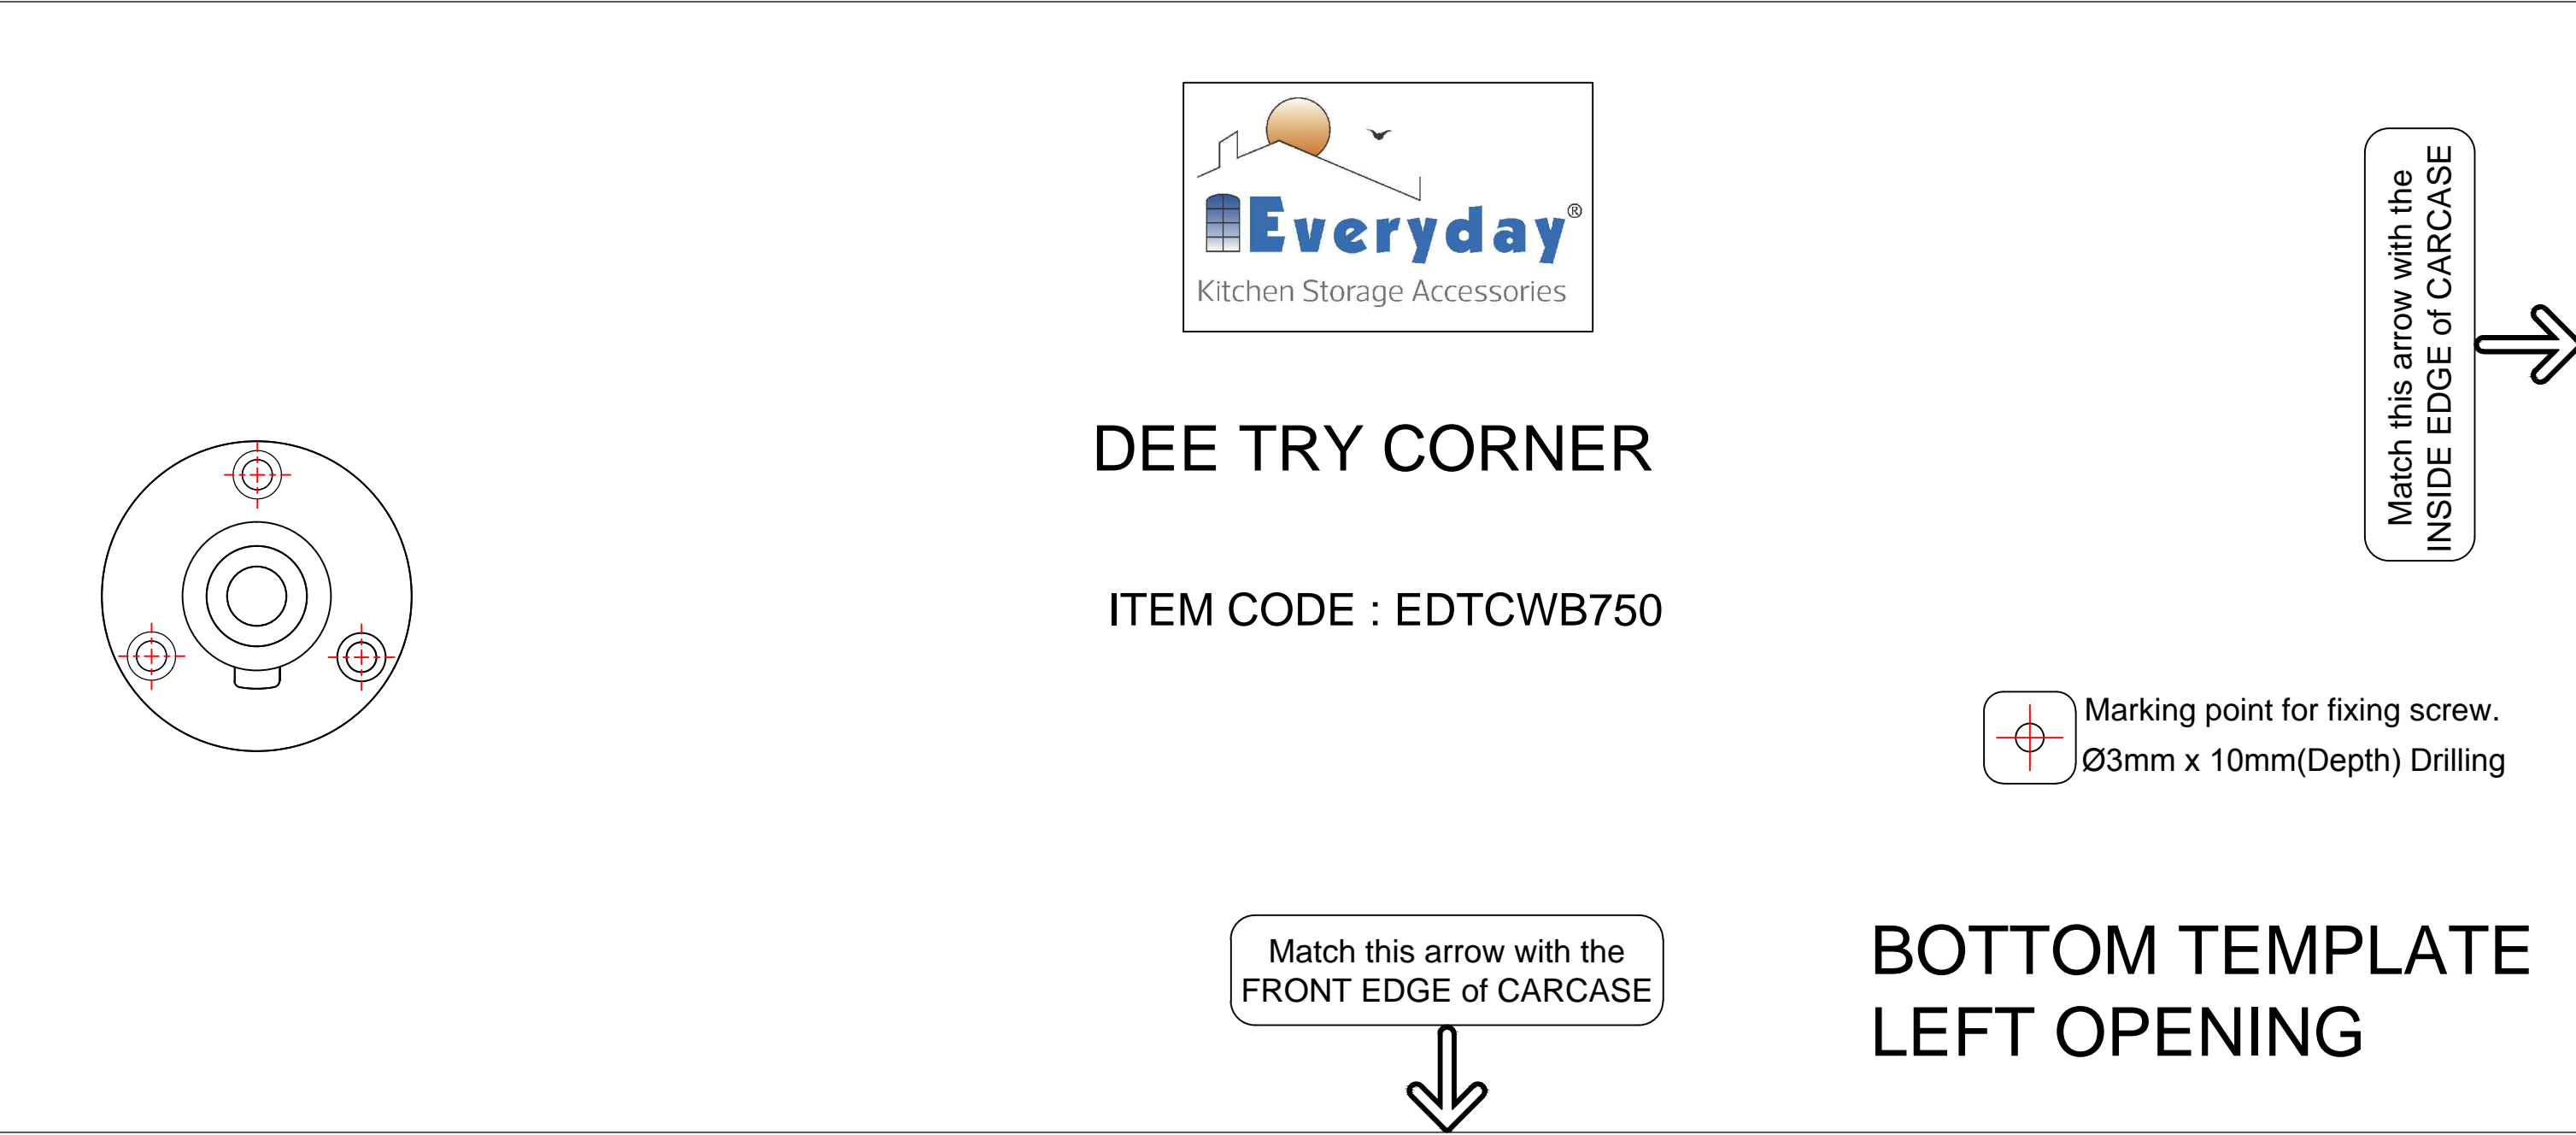 Everyday®
Kitchen Storage Accessories
DEE TRY CORNER
ITEM CODE : EDTCWB750
Match this arrow with the
INSIDE EDGE of CARCASE
Marking point for fixing screw.
Ø3mm x 10mm(Depth) Drilling
Match this arrow with the
FRONT EDGE of CARCASE
BOTTOM TEMPLATE
LEFT OPENING